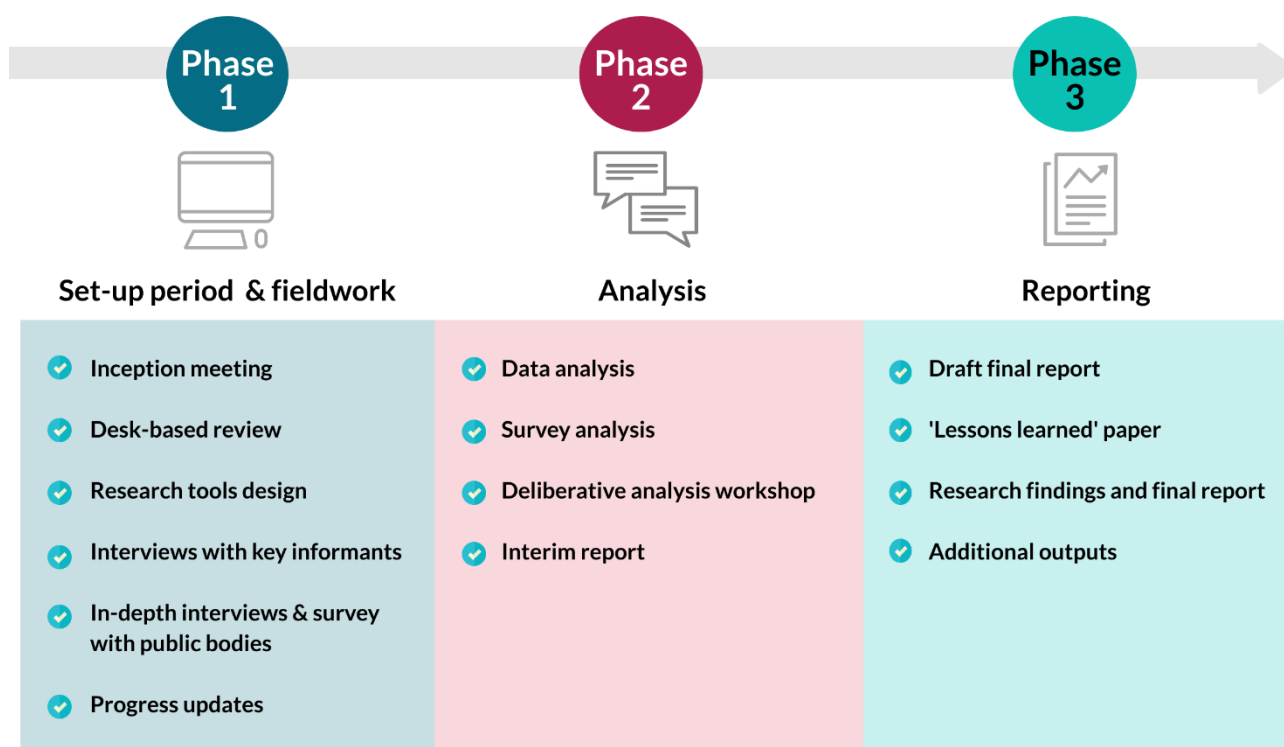 Phase
1
Phase
2
Phase
3
Set-up period & fieldwork
Inception meeting
Desk-based review
Research tools design
Interviews with key informants
In-depth interviews & survey
with public bodies
Progress updates
Analysis
Data analysis
Survey analysis
Deliberative analysis workshop
Interim report
Reporting
Draft final report
'Lessons learned' paper
Research findings and final report
Additional outputs